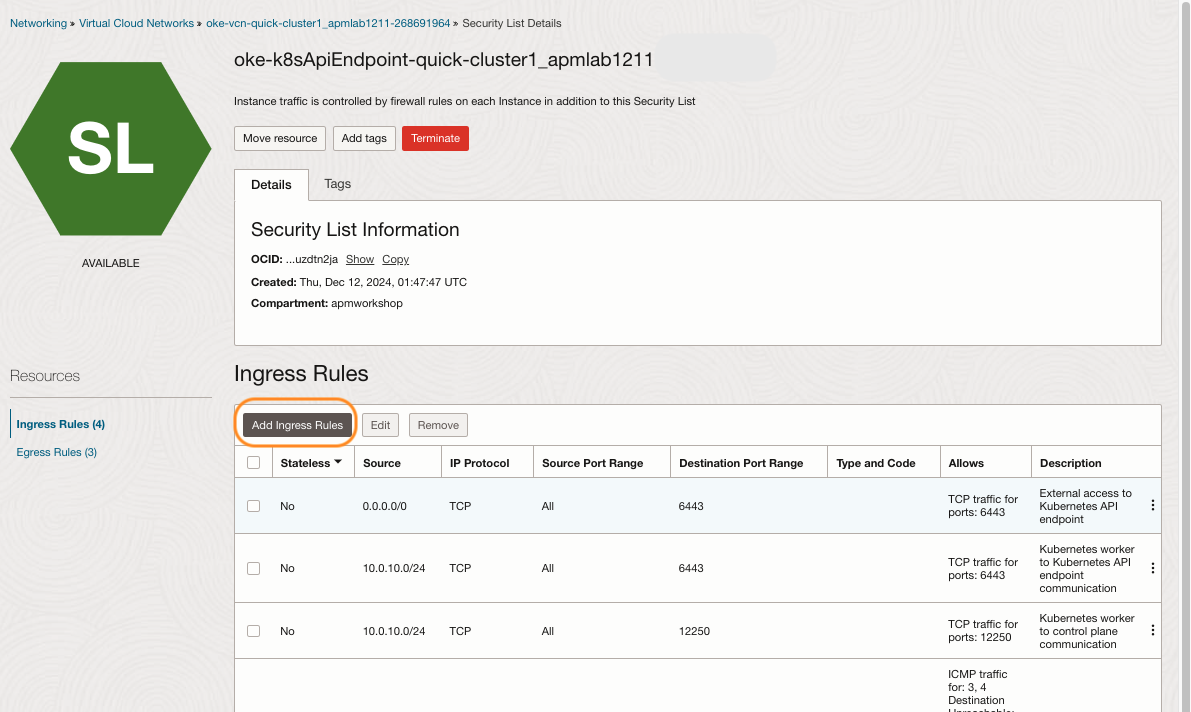 Networking » Virtual Cloud Networks » oke-vcn-quick-cluster1_apmlab1211-268691964 » Security List Details
SL
AVAILABLE
oke-k8sApiEndpoint-quick-cluster1_apmlab1211
Instance traffic is controlled by firewall rules on each Instance in addition to this Security List
Move resource Add tags Terminate
Details Tags
Security List Information
OCID: ...uzdtn2ja Show Copy
Created: Thu, Dec 12, 2024, 01:47:47 UTC
Compartment: apmworkshop
Resources
Ingress Rules (4)
Egress Rules (3)
Ingress Rules
Add Ingress Rules Edit Remove
Stateless Source IP Protocol Source Port Range Destination Port Range Type and Code Allows Description
No 0.0.0.0/0 TCP All 6443
TCP traffic for
ports: 6443
External access to
Kubernetes API
endpoint
No 10.0.10.0/24 TCP All 6443
TCP traffic for
ports: 6443
Kubernetes worker
to Kubernetes API
endpoint
communication
No 10.0.10.0/24 TCP All 12250
TCP traffic for
ports: 12250
Kubernetes worker
to control plane
communication
ICMP traffic
for: 3, 4
Destination